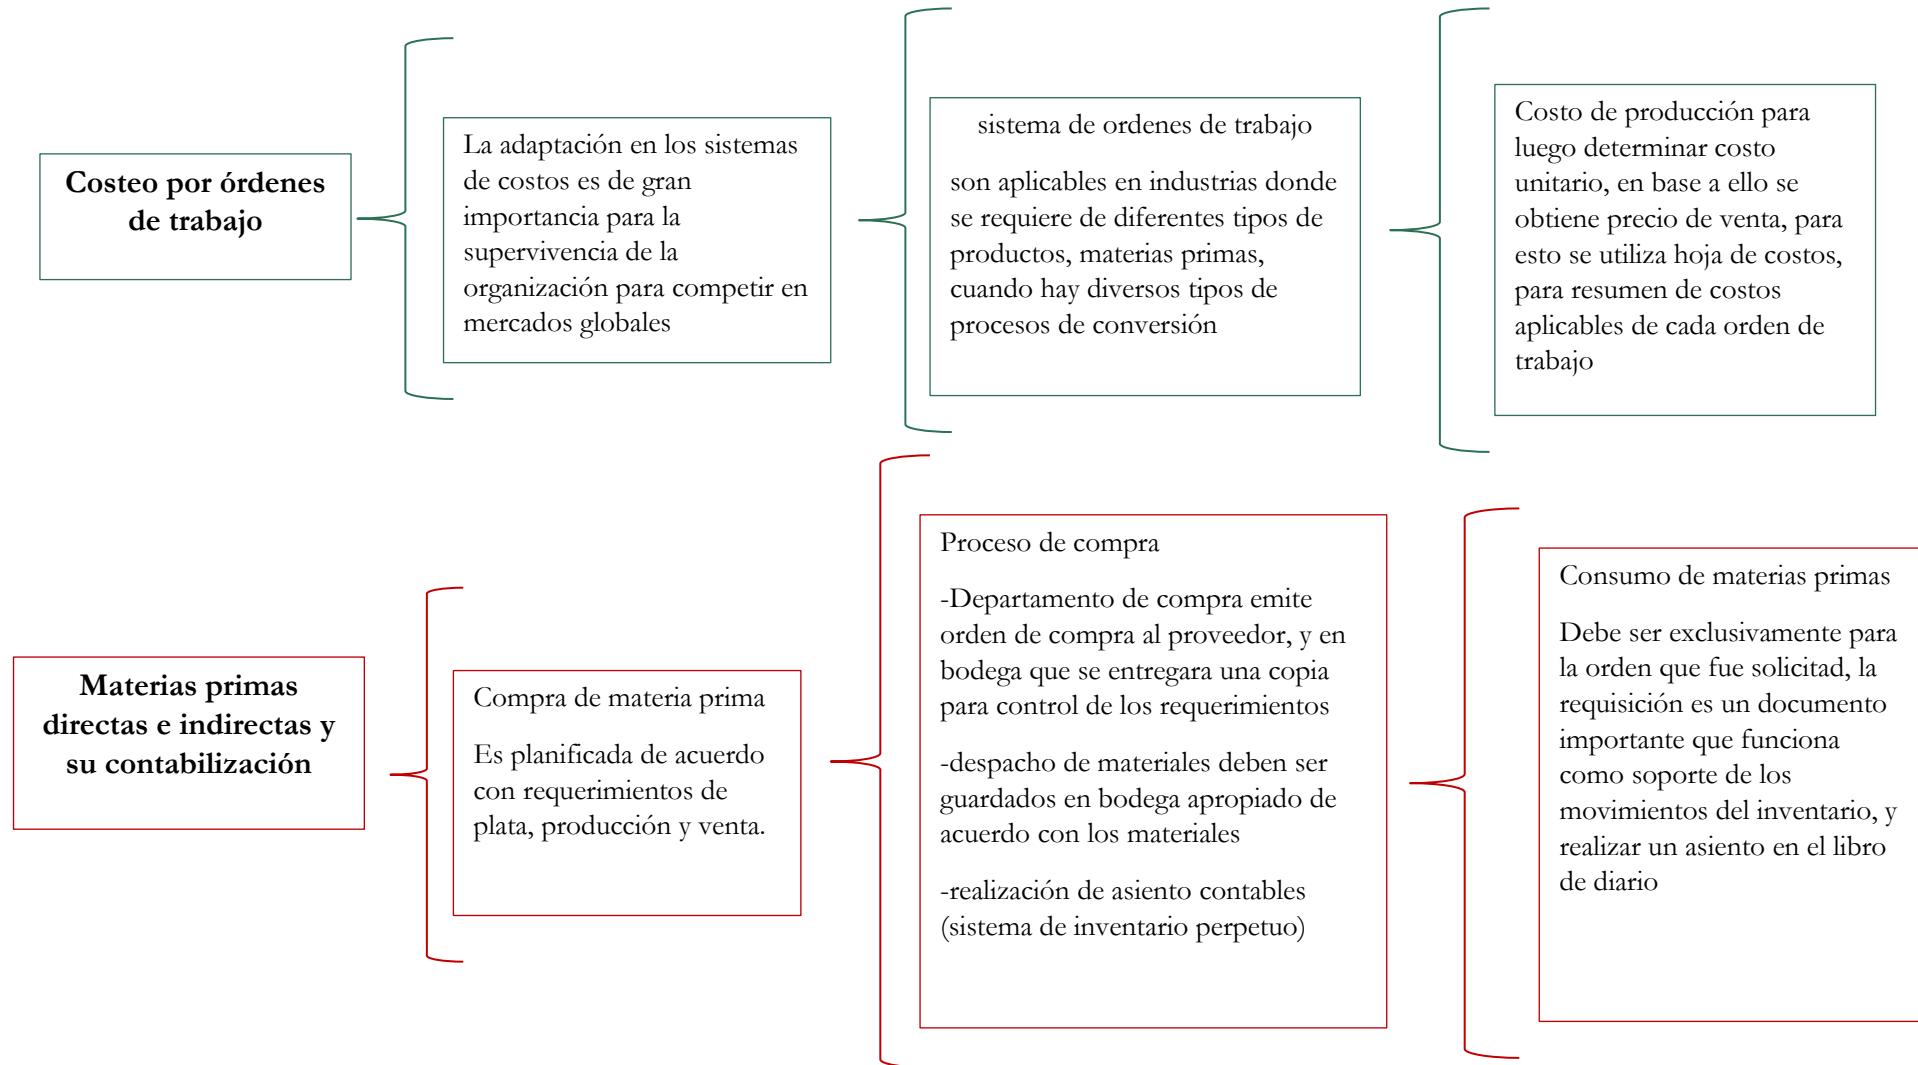 Costeo por órdenes
de trabajo
La adaptación en los sistemas
de costos es de gran
importancia para la
supervivencia de la
organización para competir en
mercados globales
sistema de ordenes de trabajo
son aplicables en industrias donde
se requiere de diferentes tipos de
productos, materias primas,
cuando hay diversos tipos de
procesos de conversión
Costo de producción para
luego determinar costo
unitario, en base a ello se
obtiene precio de venta, para
esto se utiliza hoja de costos,
para resumen de costos
aplicables de cada orden de
trabajo
Materias primas
directas e indirectas y
su contabilización
Compra de materia prima
Es planificada de acuerdo
con requerimientos de
plata, producción y venta.
Proceso de compra
-Departamento de compra emite
orden de compra al proveedor, y en
bodega que se entregara una copia
para control de los requerimientos
-despacho de materiales deben ser
guardados en bodega apropiado de
acuerdo con los materiales
-realización de asiento contables
(sistema de inventario perpetuo)
Consumo de materias primas
Debe ser exclusivamente para
la orden que fue solicitad, la
requisición es un documento
importante que funciona
como soporte de los
movimientos del inventario, y
realizar un asiento en el libro
de diario